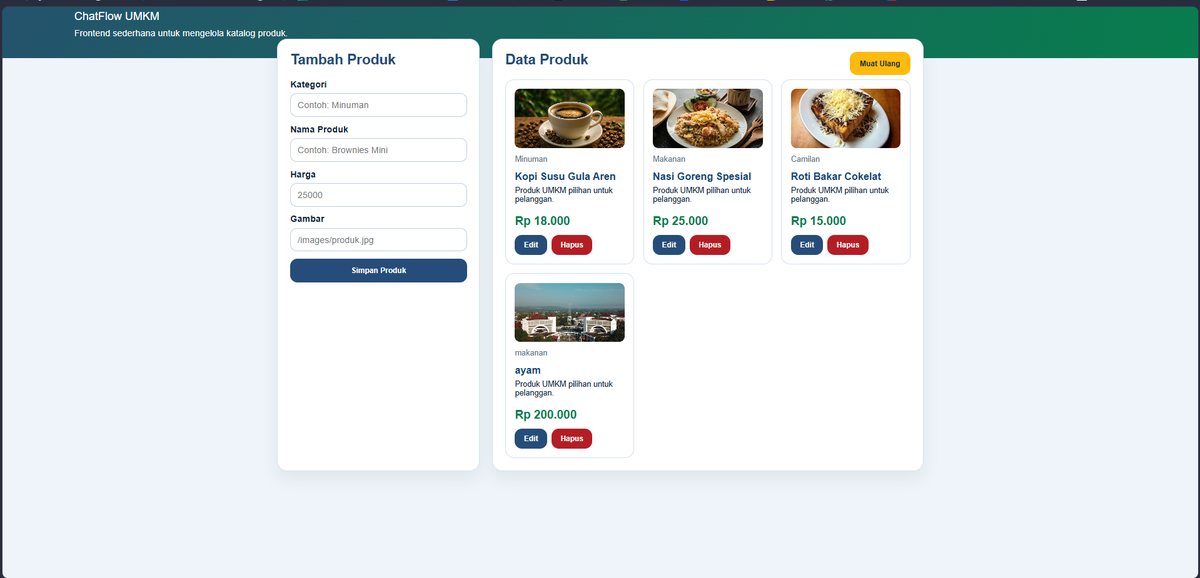 ChatFlow UMKM
Frontend sederhana untuk mengelola katalog produk.
Tambah Produk
Kategori
Contoh: Minuman
Nama Produk
Contoh: Brownies Mini
Harga
25000
Gambar
/images/produk.jpg
Simpan Produk
Data Produk
Muat Ulang
Minuman
Kopi Susu Gula Aren
Produk UMKM pilihan untuk
pelanggan.
Rp 18.000
Edit Hapus
Makanan
Nasi Goreng Spesial
Produk UMKM pilihan untuk
pelanggan.
Rp 25.000
Edit Hapus
Camilan
Roti Bakar Cokelat
Produk UMKM pilihan untuk
pelanggan.
Rp 15.000
Edit Hapus
makanan
ayam
Produk UMKM pilihan untuk
pelanggan.
Rp 200.000
Edit Hapus